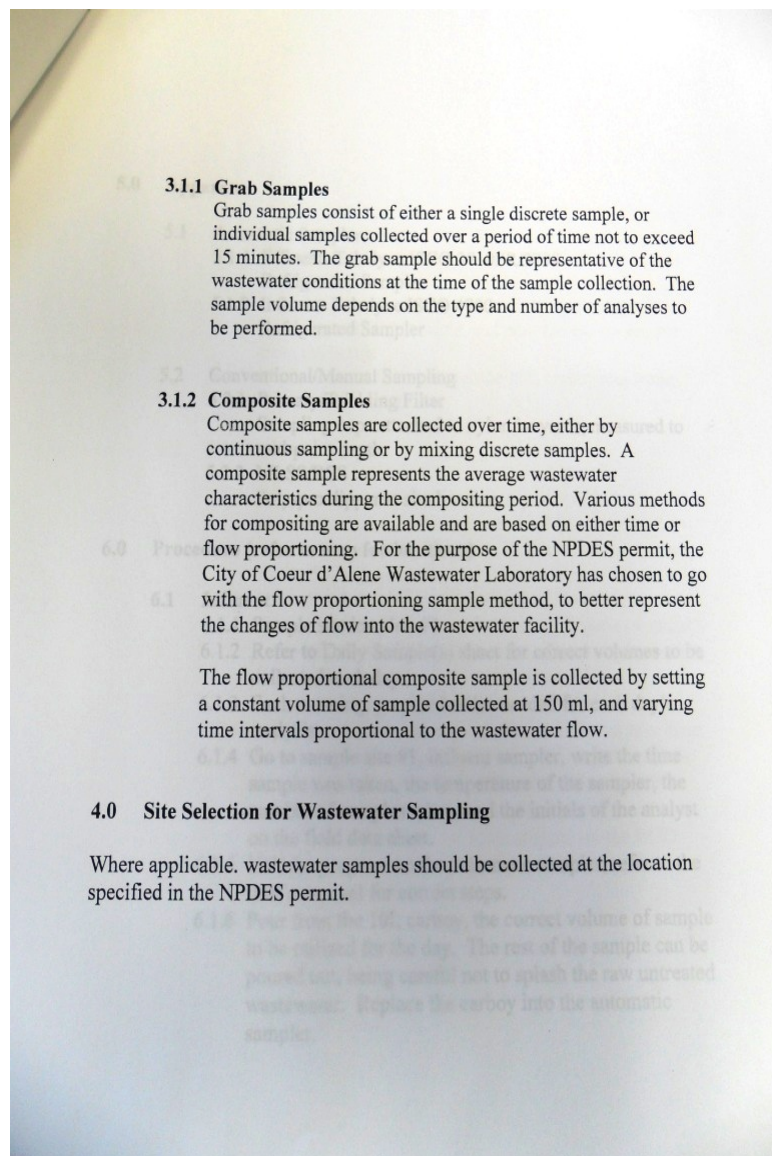 3.1.1 Grab Samples
Grab samples consist of either a single discrete sample, or
individual samples collected over a period of time not to exceed
15 minutes. The grab sample should be representative of the
wastewater conditions at the time of the sample collection. The
sample volume depends on the type and number of analyses to
be performed.
3.1.2 Composite Samples
Composite samples are collected over time, either by
continuous sampling or by mixing discrete samples. A
composite sample represents the average wastewater
characteristics during the compositing period. Various methods
for compositing are available and are based on either time or
flow proportioning. For the purpose of the NPDES permit, the
City of Coeur d'Alene Wastewater Laboratory has chosen to go
with the flow proportioning sample method, to better represent
the changes of flow into the wastewater facility.
The flow proportional composite sample is collected by setting
a constant volume of sample collected at 150 ml, and varying
time intervals proportional to the wastewater flow.
4.0 Site Selection for Wastewater Sampling
Where applicable. wastewater samples should be collected at the location
specified in the NPDES permit.